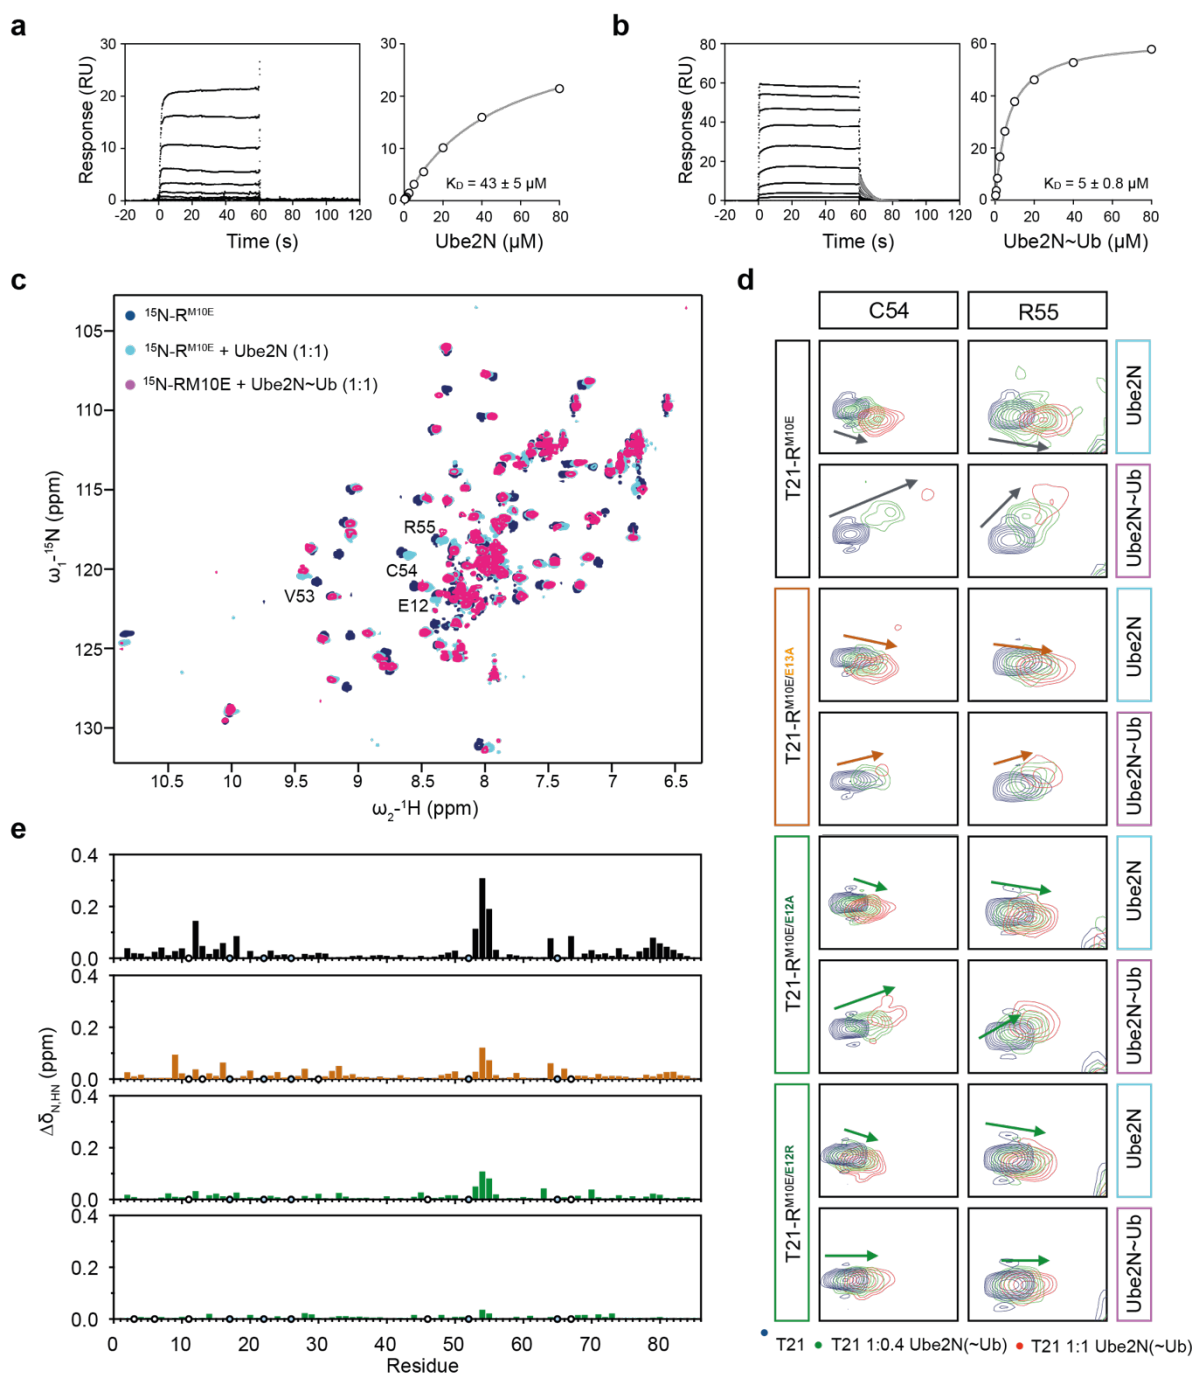 a
Response (RU)
30
20
10
0
-20 0 20 40 60 80 100 120
Time (s)
30
20
10
0
K_D = 43 ± 5 µM
0 20 40 60 80
Ube2N (µM)
b
Response (RU)
80
60
40
20
0
-20 0 20 40 60 80 100 120
Time (s)
60
40
20
0
K_D = 5 ± 0.8 µM
0 20 40 60 80
Ube2N~Ub (µM)
c
¹⁵N-R^M10E
¹⁵N-R^M10E + Ube2N (1:1)
¹⁵N-RM10E + Ube2N~Ub (1:1)
105
110
115
120
125
130
ω₁-¹⁵N (ppm)
R55
C54
V53
E12
10.5 10 9.5 9 8.5 8 7.5 7 6.5
ω₂-¹H (ppm)
d
C54 R55
T21-R^M10E
Ube2N
Ube2N~Ub
T21-R^M10E/E13A
Ube2N
Ube2N~Ub
T21-R^M10E/E12A
Ube2N
Ube2N~Ub
T21-R^M10E/E12R
Ube2N
Ube2N~Ub
T21 T21 1:0.4 Ube2N(~Ub) T21 1:1 Ube2N(~Ub)
e
Δδ_N,HN (ppm)
0.4
0.2
0.0
0.4
0.2
0.0
0.4
0.2
0.0
0.4
0.2
0.0
0 10 20 30 40 50 60 70 80
Residue